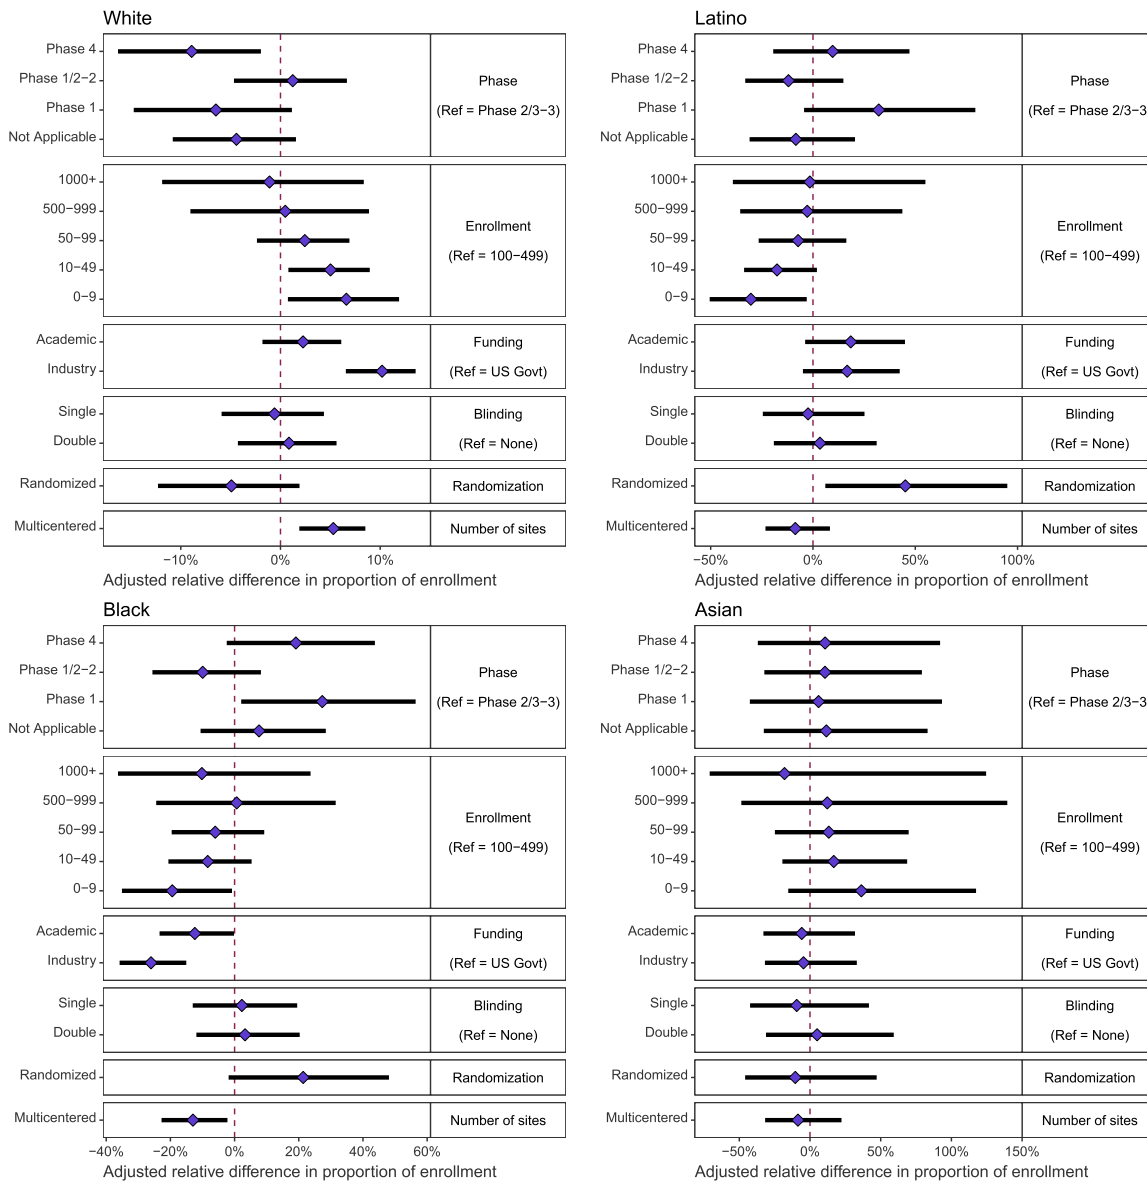 White
Phase 4
Phase 1/2−2
Phase
Phase 1
(Ref = Phase 2/3−3)
Not Applicable
1000+
500−999
Enrollment
50−99
(Ref = 100−499)
10−49
0−9
Academic
Funding
Industry
(Ref = US Govt)
Single
Blinding
Double
(Ref = None)
Randomized
Randomization
Multicentered
Number of sites
−10%
0%
10%
Adjusted relative difference in proportion of enrollment
Latino
Phase 4
Phase 1/2−2
Phase
Phase 1
(Ref = Phase 2/3−3
Not Applicable
1000+
500−999
Enrollment
50−99
(Ref = 100−499)
10−49
0−9
Academic
Funding
Industry
(Ref = US Govt)
Single
Blinding
Double
(Ref = None)
Randomized
Randomization
Multicentered
Number of sites
−50%
0%
50%
100%
Adjusted relative difference in proportion of enrollment
Black
Phase 4
Phase 1/2−2
Phase
Phase 1
(Ref = Phase 2/3−3)
Not Applicable
1000+
500−999
Enrollment
50−99
(Ref = 100−499)
10−49
0−9
Academic
Funding
Industry
(Ref = US Govt)
Single
Blinding
Double
(Ref = None)
Randomized
Randomization
Multicentered
Number of sites
−40%
−20%
0%
20%
40%
60%
Adjusted relative difference in proportion of enrollment
Asian
Phase 4
Phase 1/2−2
Phase
Phase 1
(Ref = Phase 2/3−3
Not Applicable
1000+
500−999
Enrollment
50−99
(Ref = 100−499)
10−49
0−9
Academic
Funding
Industry
(Ref = US Govt)
Single
Blinding
Double
(Ref = None)
Randomized
Randomization
Multicentered
Number of sites
−50%
0%
50%
100%
150%
Adjusted relative difference in proportion of enrollment